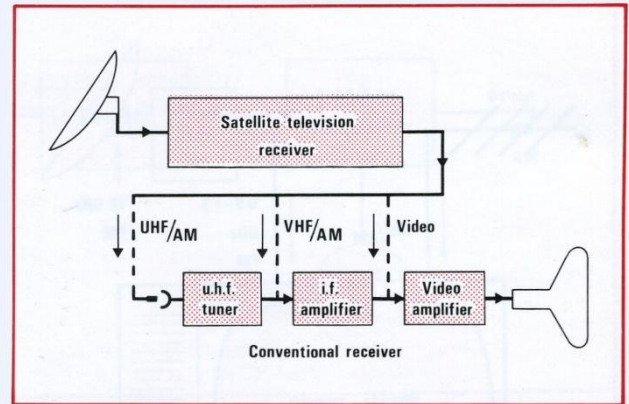 Satellite television
receiver
UHF/AM
VHF/AM
Video
u.h.f.
tuner
i.f.
amplifier
Video
amplifier
Conventional receiver